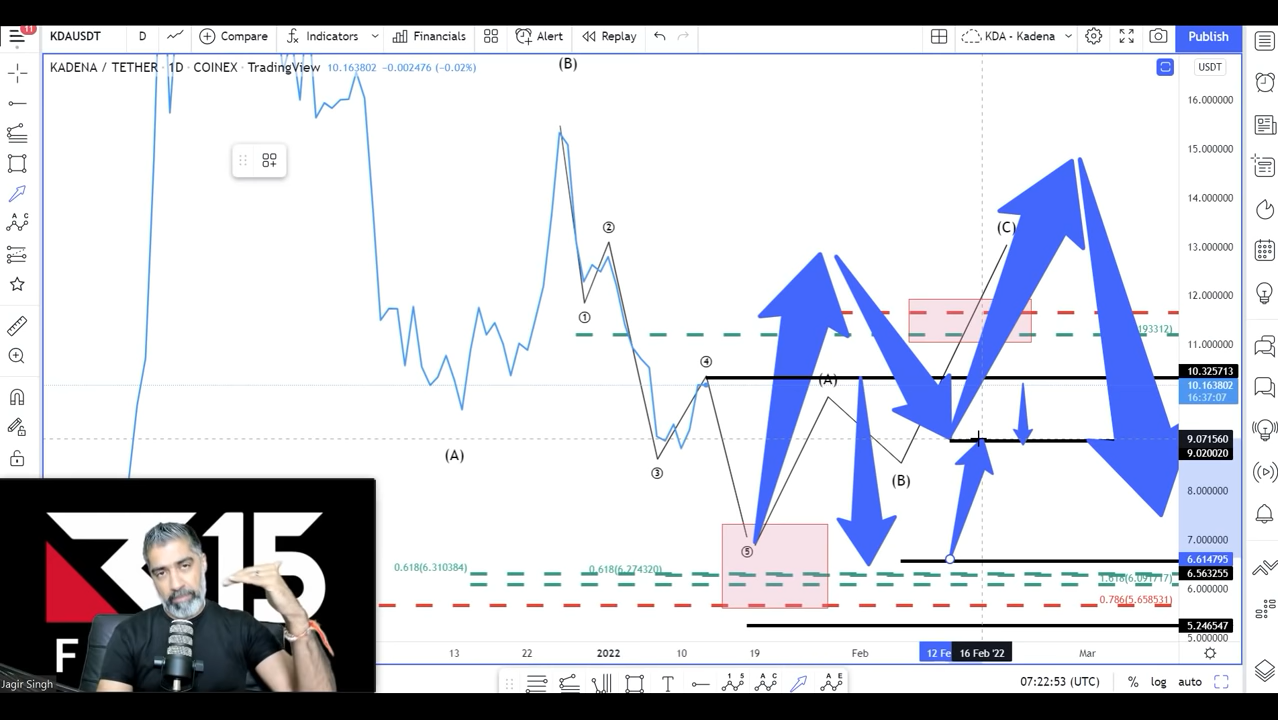 11
KDAUSDT D Compare Indicators Financials Alert Replay KDA - Kadena Publish
KADENA / TETHER · 1D · COINEX · TradingView 10.163802 −0.002476 (−0.02%)
(B)
USDT
16.000000
15.000000
14.000000
②
(C)
13.000000
12.000000
①
193312)
11.000000
④
10.325713
(A)
10.163802
16:37:07
9.071560
(A)
9.020020
③
(B)
8.000000
7.000000
⑤
6.614795
0.618(6.310384)
0.618(6.274320)
6.563255
1.618(6.091717)
6.000000
0.786(5.658531)
315
F
5.246547
5.000000
13 22 2022 10 19 Feb 12 Fe 16 Feb '22 Mar
Jagir Singh
07:22:53 (UTC) % log auto